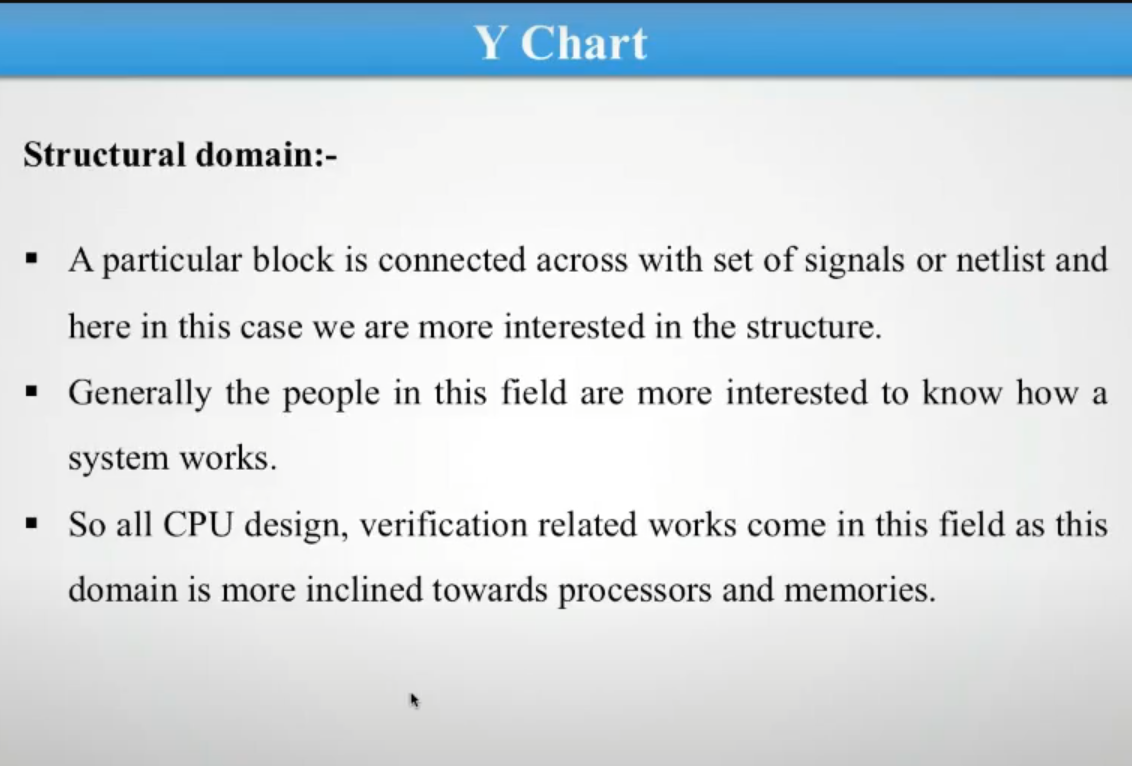 Y Chart
Structural domain:-
▪ A particular block is connected across with set of signals or netlist and
here in this case we are more interested in the structure.
▪ Generally the people in this field are more interested to know how a
system works.
▪ So all CPU design, verification related works come in this field as this
domain is more inclined towards processors and memories.